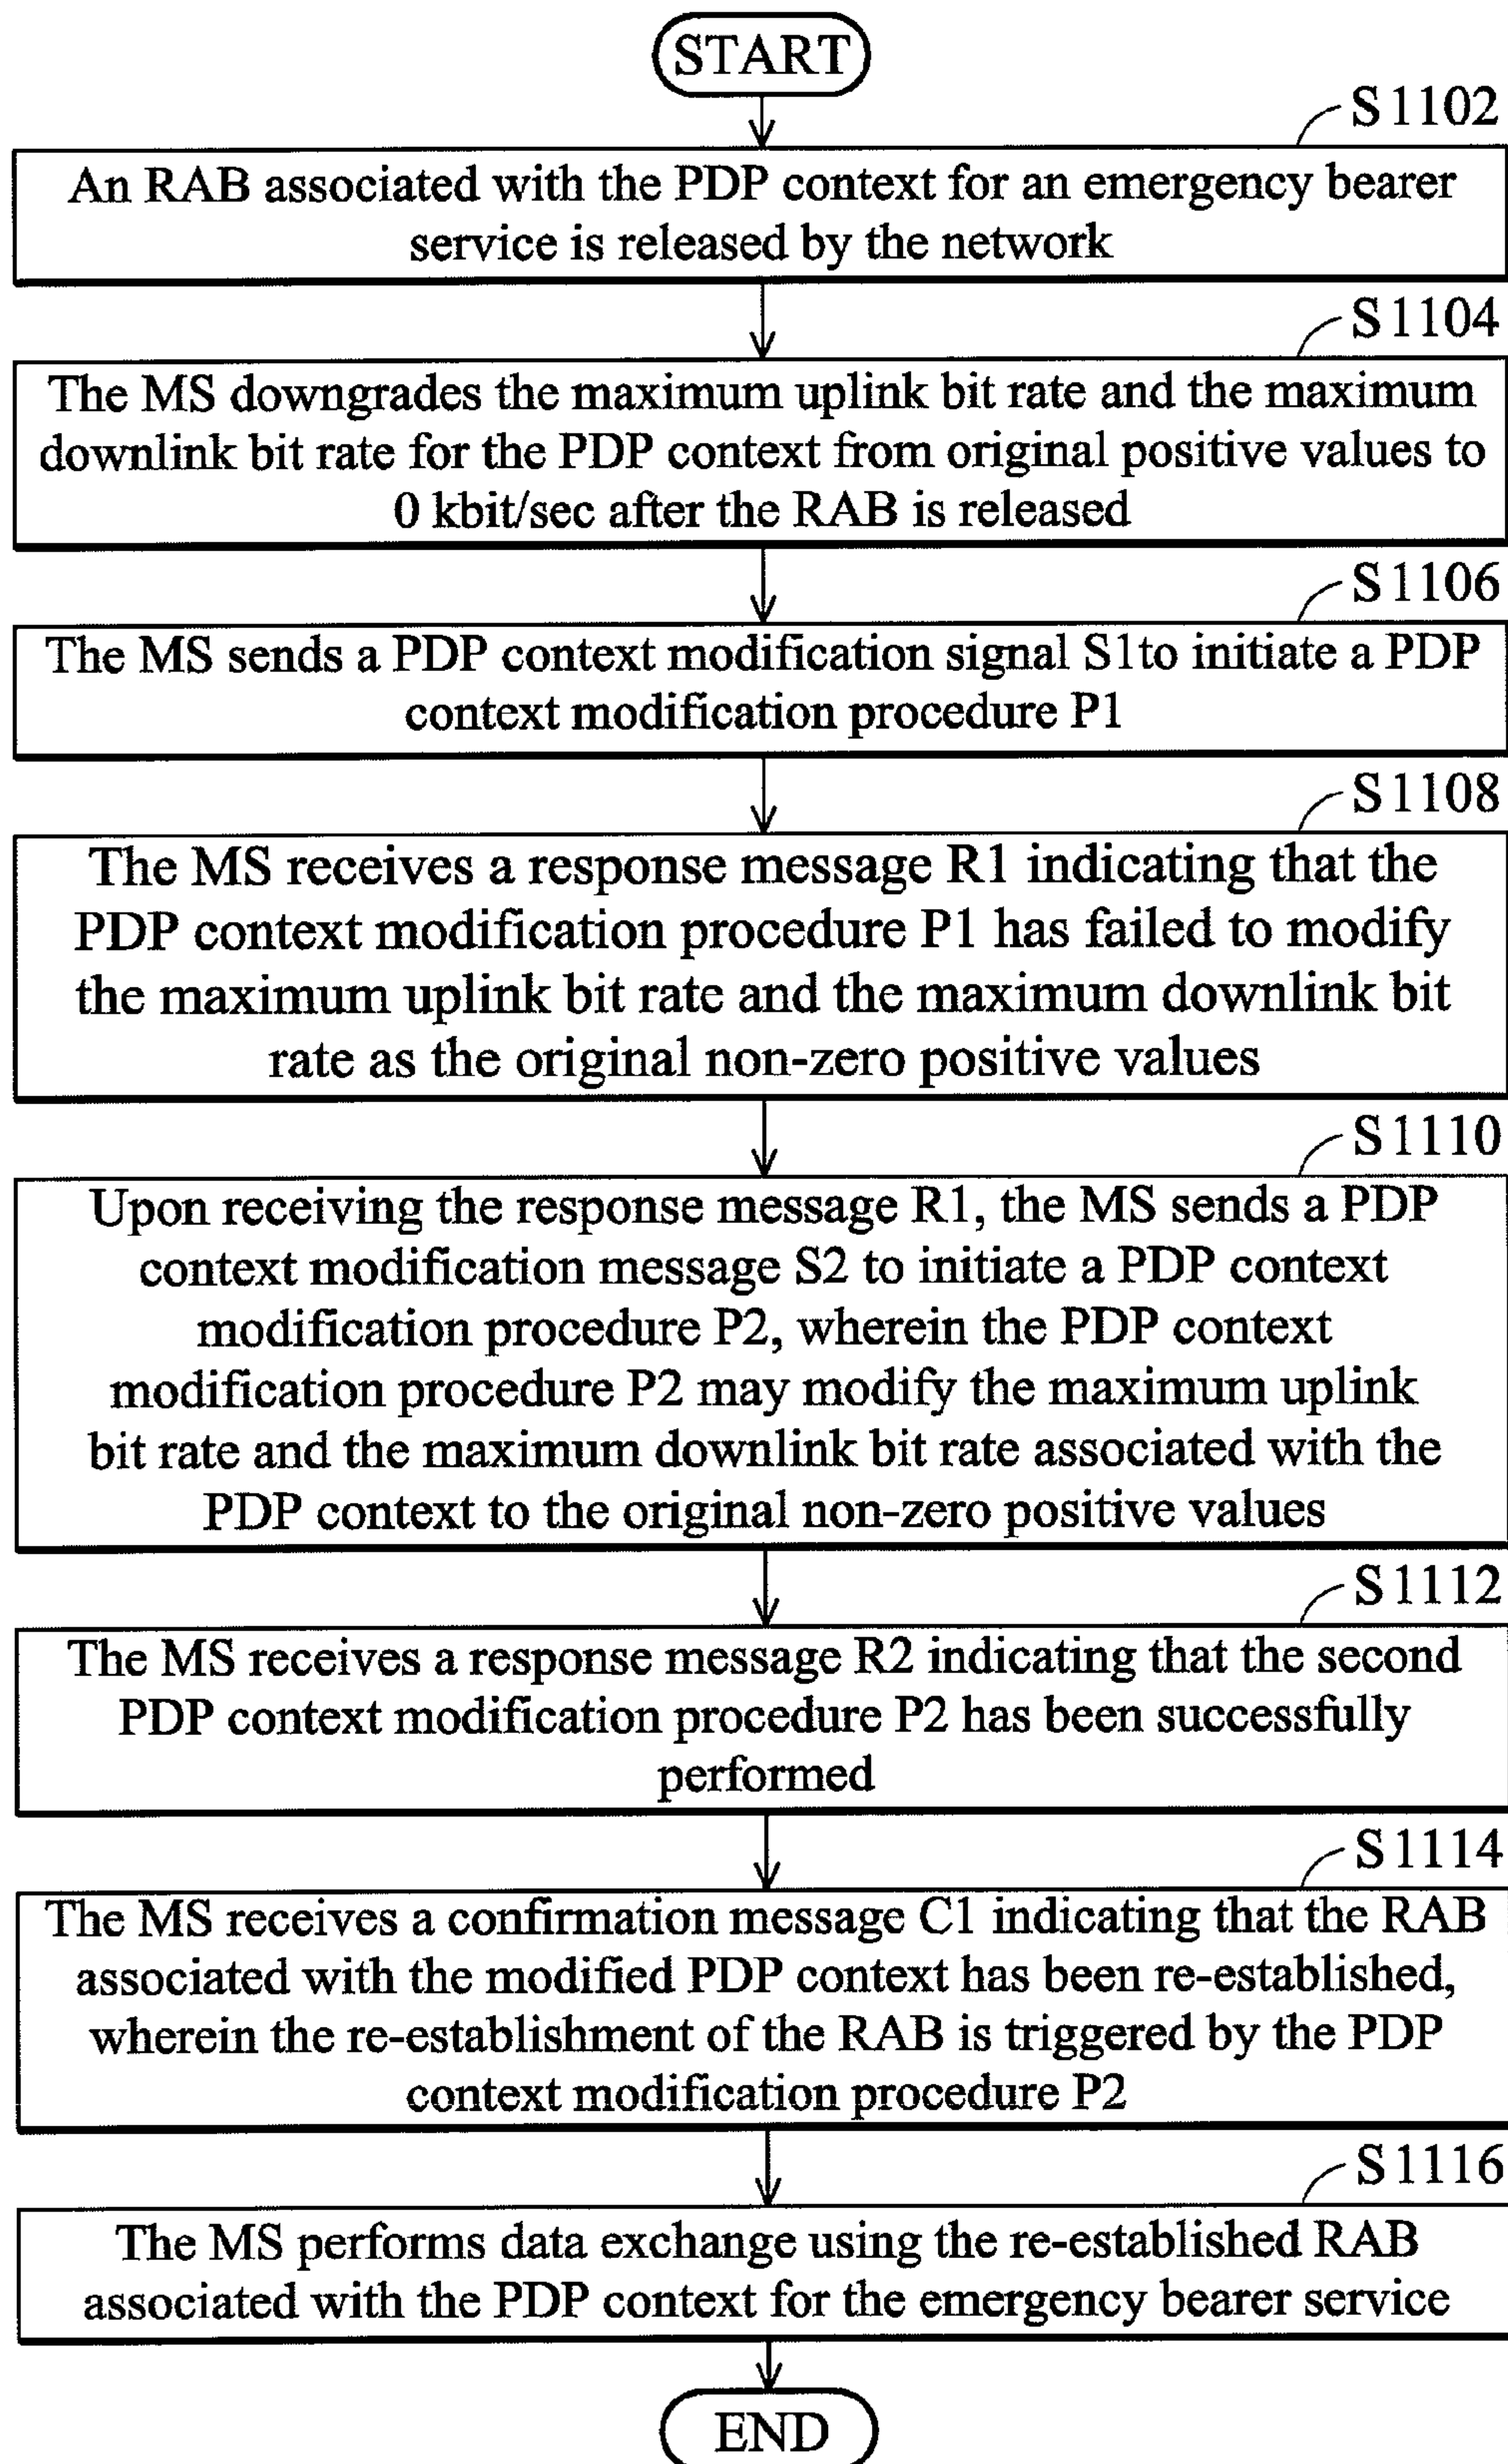 START
S1102
An RAB associated with the PDP context for an emergency bearer
service is released by the network
S1104
The MS downgrades the maximum uplink bit rate and the maximum
downlink bit rate for the PDP context from original positive values to
0 kbit/sec after the RAB is released
S1106
The MS sends a PDP context modification signal S1to initiate a PDP
context modification procedure P1
S1108
The MS receives a response message R1 indicating that the
PDP context modification procedure P1 has failed to modify
the maximum uplink bit rate and the maximum downlink bit
rate as the original non-zero positive values
S1110
Upon receiving the response message R1, the MS sends a PDP
context modification message S2 to initiate a PDP context
modification procedure P2, wherein the PDP context
modification procedure P2 may modify the maximum uplink
bit rate and the maximum downlink bit rate associated with the
PDP context to the original non-zero positive values
S1112
The MS receives a response message R2 indicating that the second
PDP context modification procedure P2 has been successfully
performed
S1114
The MS receives a confirmation message C1 indicating that the RAB
associated with the modified PDP context has been re-established,
wherein the re-establishment of the RAB is triggered by the PDP
context modification procedure P2
S1116
The MS performs data exchange using the re-established RAB
associated with the PDP context for the emergency bearer service
END